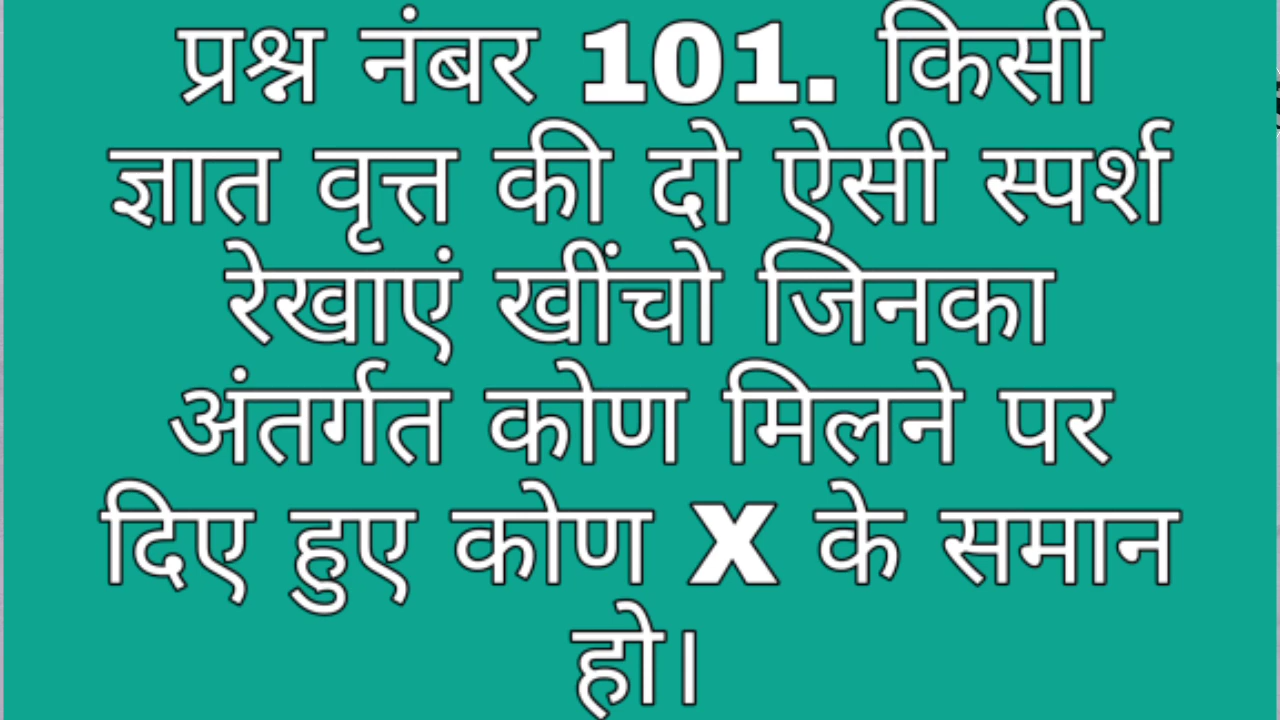 प्रश्न नंबर 101. किसी
ज्ञात वृत्त की दो ऐसी स्पर्श
रेखाएं खींचो जिनका
अंतर्गत कोण मिलने पर
दिए हुए कोण X के समान
हो।